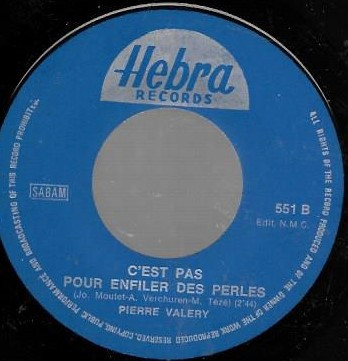 Hebra
RECORDS
SABAM
551 B
Edit. N.M.C.
C'EST PAS
POUR ENFILER DES PERLES
(Jo. Moutet-A. Verchuren-M. Tézé) (2'44)
PIERRE VALERY
ALL RIGHTS OF THE RECORD PRODUCER AND OF THE OWNER OF THE WORK REPRODUCED RESERVED. COPYING, PUBLIC PERFORMANCE AND BROADCASTING OF THIS RECORD PROHIBITED.